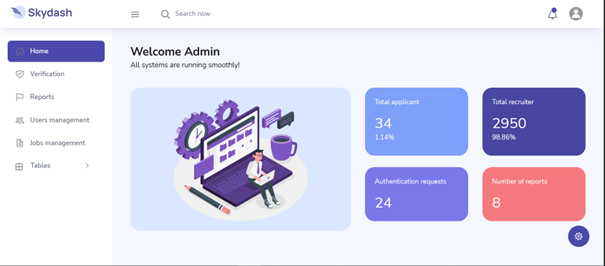 Skydash
Search now
Home
Verification
Reports
Users management
Jobs management
Tables
Welcome Admin
All systems are running smoothly!
Total applicant
34
1.14%
Total recruiter
2950
98.86%
Authentication requests
24
Number of reports
8